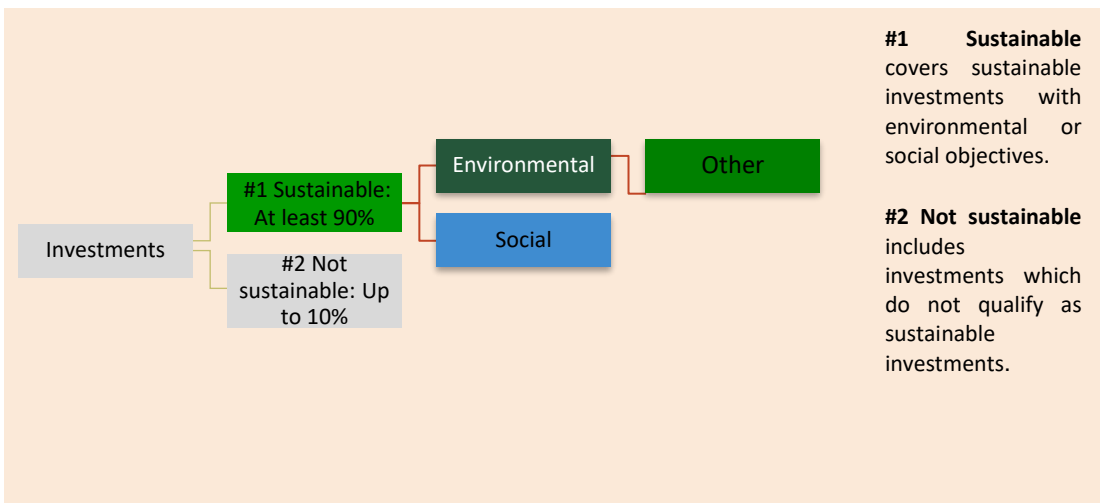 Investments
#1 Sustainable:
At least 90%
#2 Not
sustainable: Up
to 10%
Environmental
Social
Other
#1 Sustainable
covers sustainable
investments with
environmental or
social objectives.
#2 Not sustainable
includes
investments which
do not qualify as
sustainable
investments.